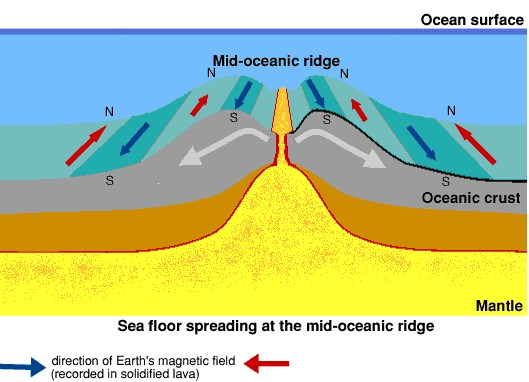 Ocean surface
Mid-oceanic ridge
N
N
N
N
S
S
S
S
Oceanic crust
Mantle
Sea floor spreading at the mid-oceanic ridge
direction of Earth's magnetic field
(recorded in solidified lava)